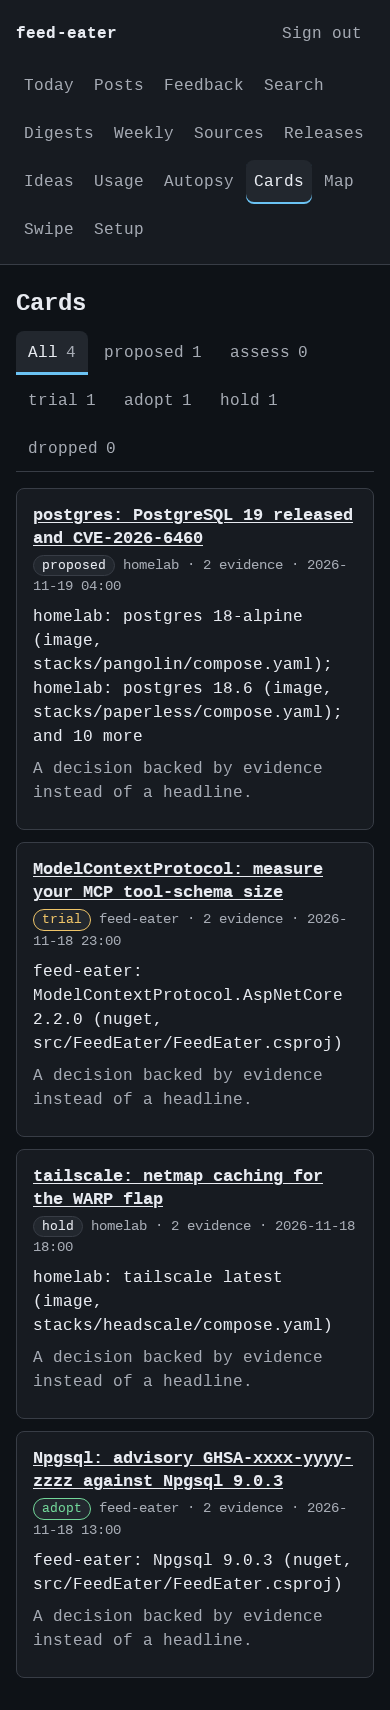 feed-eater Sign out
Today Posts Feedback Search
Digests Weekly Sources Releases
Ideas Usage Autopsy Cards Map
Swipe Setup
Cards
All 4 proposed 1 assess 0
trial 1 adopt 1 hold 1
dropped 0
postgres: PostgreSQL 19 released
and CVE-2026-6460
proposed homelab · 2 evidence · 2026-
11-19 04:00
homelab: postgres 18-alpine
(image,
stacks/pangolin/compose.yaml);
homelab: postgres 18.6 (image,
stacks/paperless/compose.yaml);
and 10 more
A decision backed by evidence
instead of a headline.
ModelContextProtocol: measure
your MCP tool-schema size
trial feed-eater · 2 evidence · 2026-
11-18 23:00
feed-eater:
ModelContextProtocol.AspNetCore
2.2.0 (nuget,
src/FeedEater/FeedEater.csproj)
A decision backed by evidence
instead of a headline.
tailscale: netmap caching for
the WARP flap
hold homelab · 2 evidence · 2026-11-18
18:00
homelab: tailscale latest
(image,
stacks/headscale/compose.yaml)
A decision backed by evidence
instead of a headline.
Npgsql: advisory GHSA-xxxx-yyyy-
zzzz against Npgsql 9.0.3
adopt feed-eater · 2 evidence · 2026-
11-18 13:00
feed-eater: Npgsql 9.0.3 (nuget,
src/FeedEater/FeedEater.csproj)
A decision backed by evidence
instead of a headline.